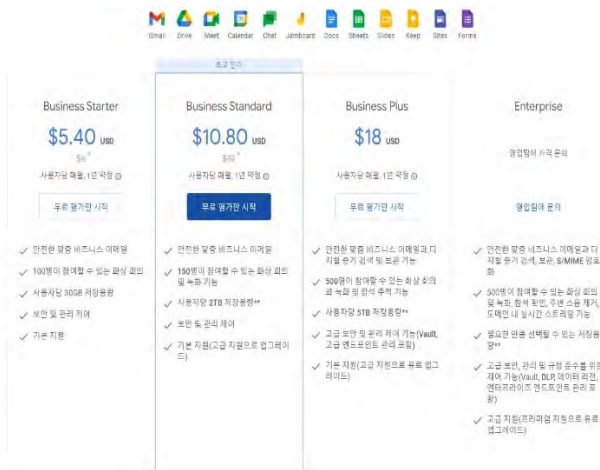 Gmail Drive Meet Calendar Chat Jamboard Docs Sheets Slides Keep Sites Forms
최고 인기
Business Starter
$5.40 USD
$6*
사용자당 매월, 1년 약정
무료 평가판 시작
안전한 맞춤 비즈니스 이메일
100명이 참여할 수 있는 화상 회의
사용자당 30GB 저장용량
보안 및 관리 제어
기본 지원
Business Standard
$10.80 USD
$12*
사용자당 매월, 1년 약정
무료 평가판 시작
안전한 맞춤 비즈니스 이메일
150명이 참여할 수 있는 화상 회의
및 녹화 기능
사용자당 2TB 저장용량**
보안 및 관리 제어
기본 지원(고급 지원으로 업그레이
드)
Business Plus
$18 USD
사용자당 매월, 1년 약정
무료 평가판 시작
안전한 맞춤 비즈니스 이메일과 디
지털 증거 검색 및 보관 기능
500명이 참여할 수 있는 화상 회의
와 녹화 및 참석 추적 기능
사용자당 5TB 저장용량**
고급 보안 및 관리 제어 기능(Vault,
고급 엔드포인트 관리 포함)
기본 지원(고급 지원으로 유료 업그
레이드)
Enterprise
영업팀에 가격 문의
영업팀에 문의
안전한 맞춤 비즈니스 이메일과 디
지털 증거 검색, 보관, S/MIME 암호
화
500명이 참여할 수 있는 화상 회의
및 녹화, 참석 확인, 주변 소음 제거,
도메인 내 실시간 스트리밍 기능
필요한 만큼 선택할 수 있는 저장용
량**
고급 보안, 관리 및 규정 준수를 위한
제어 기능(Vault, DLP, 데이터 리전,
엔터프라이즈 엔드포인트 관리 포
함)
고급 지원(프리미엄 지원으로 유료
업그레이드)